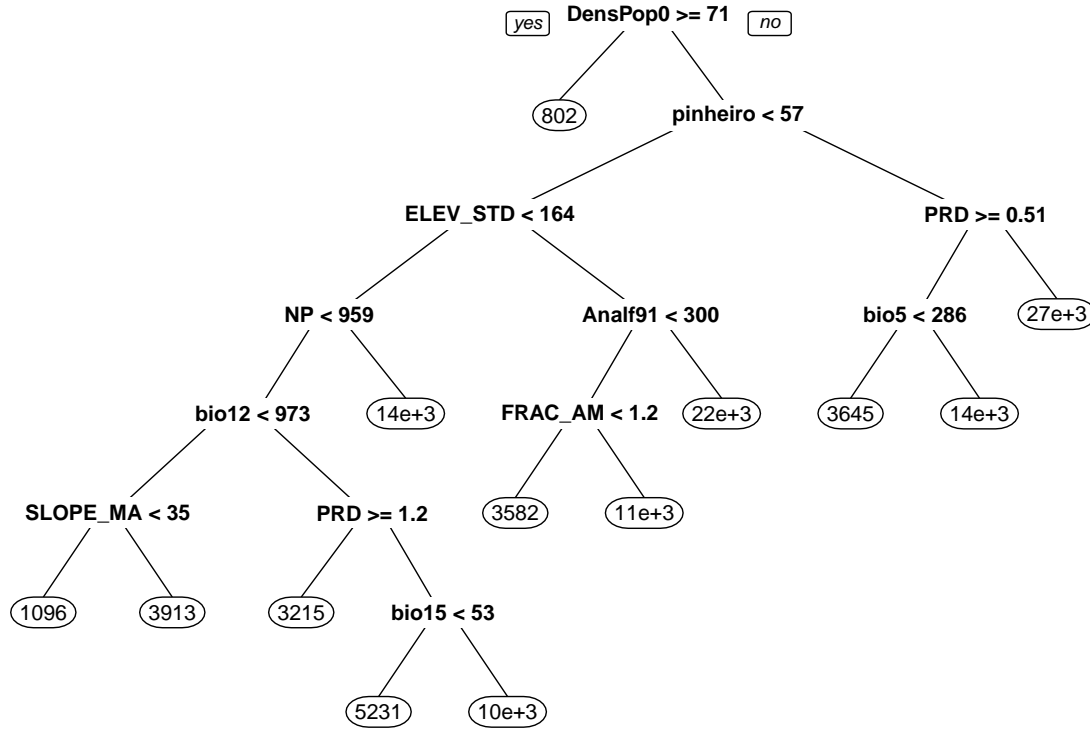 yes DensPop0 >= 71 no
802 pinheiro < 57
ELEV_STD < 164 PRD >= 0.51
NP < 959 Analf91 < 300 bio5 < 286 27e+3
bio12 < 973 14e+3 FRAC_AM < 1.2 22e+3 3645 14e+3
SLOPE_MA < 35 PRD >= 1.2 3582 11e+3
1096 3913 3215 bio15 < 53
5231 10e+3